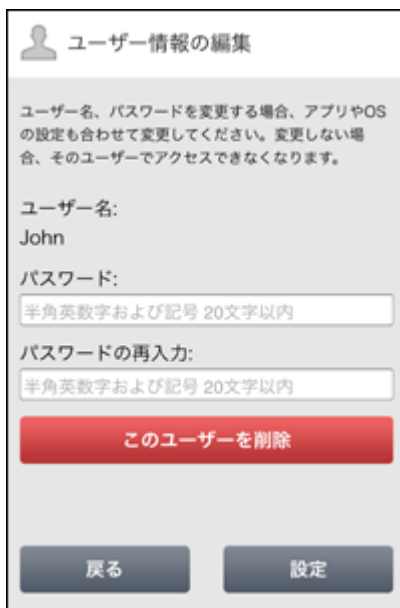 ユーザー情報の編集
ユーザー名、パスワードを変更する場合、アプリやOS
の設定も合わせて変更してください。変更しない場
合、そのユーザーでアクセスできなくなります。
ユーザー名:
John
パスワード:
半角英数字および記号 20文字以内
パスワードの再入力:
半角英数字および記号 20文字以内
このユーザーを削除
戻る
設定